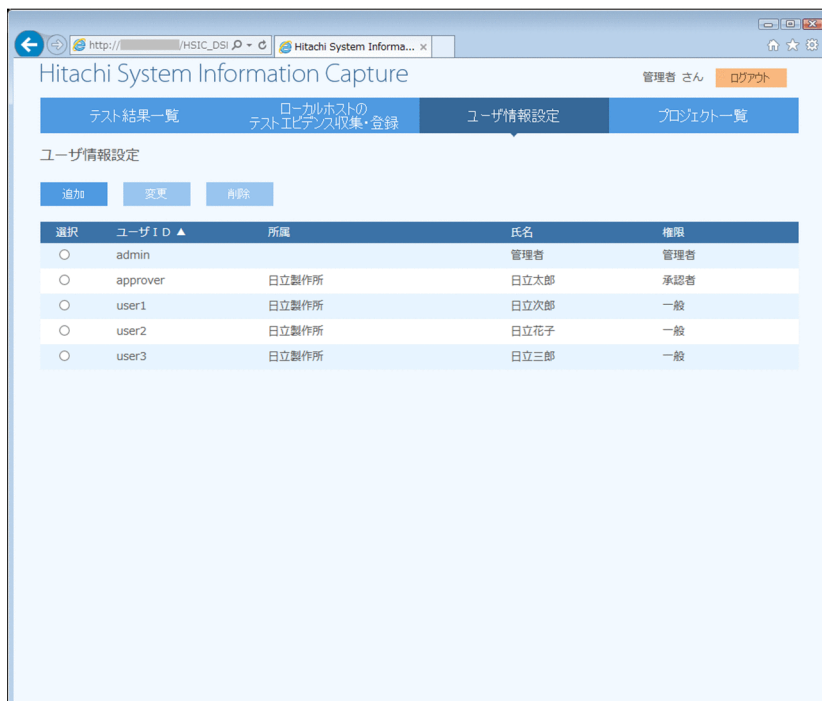 http:// /HSIC_DSI
Hitachi System Informa...
Hitachi System Information Capture
管理者 さん ログアウト
テスト結果一覧
ローカルホストの
テストエビデンス収集・登録
ユーザ情報設定
プロジェクト一覧
ユーザ情報設定
追加 変更 削除
選択 ユーザID ▲ 所属 氏名 権限
admin 管理者 管理者
approver 日立製作所 日立太郎 承認者
user1 日立製作所 日立次郎 一般
user2 日立製作所 日立花子 一般
user3 日立製作所 日立三郎 一般